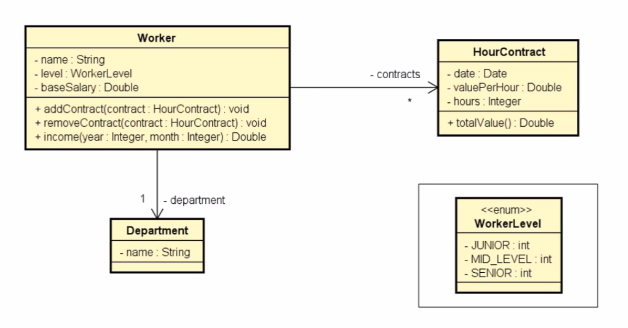 Worker
- name : String
- level : WorkerLevel
- baseSalary : Double
+ addContract(contract : HourContract) : void
+ removeContract(contract : HourContract) : void
+ income(year : Integer, month : Integer) : Double
- contracts
*
HourContract
- date : Date
- valuePerHour : Double
- hours : Integer
+ totalValue() : Double
1
- department
Department
- name : String
<<enum>>
WorkerLevel
- JUNIOR : int
- MID_LEVEL : int
- SENIOR : int